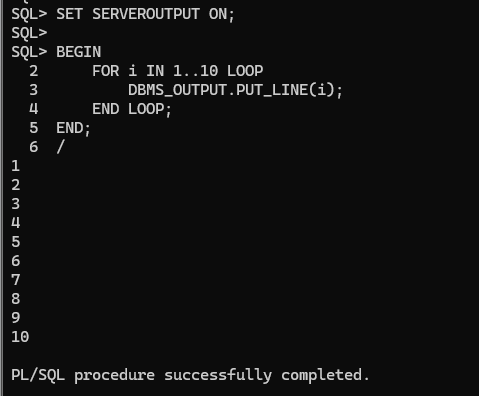 SQL> SET SERVEROUTPUT ON;
SQL>
SQL> BEGIN
  2      FOR i IN 1..10 LOOP
  3          DBMS_OUTPUT.PUT_LINE(i);
  4      END LOOP;
  5  END;
  6  /
1
2
3
4
5
6
7
8
9
10

PL/SQL procedure successfully completed.